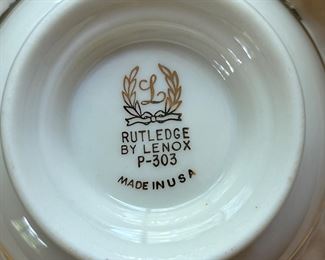 L
RUTLEDGE
BY LENOX
P-303
MADE IN USA